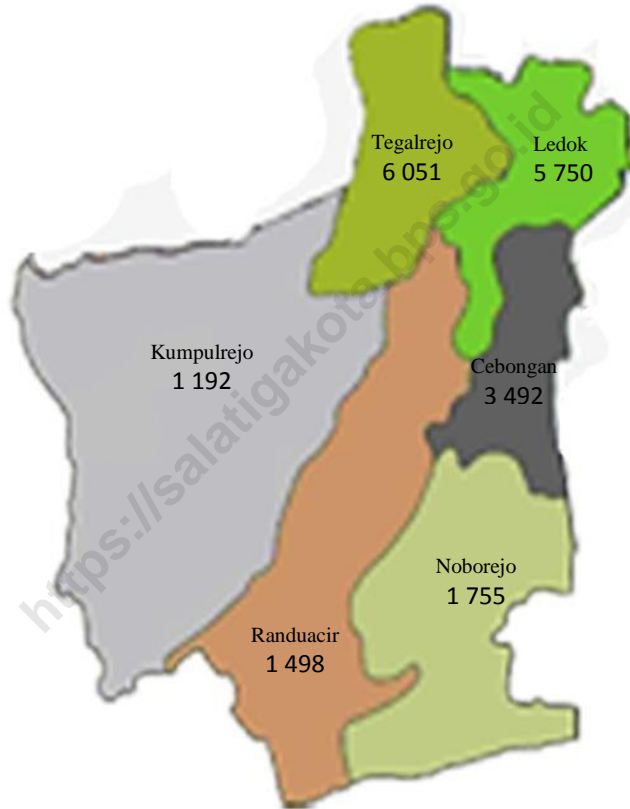 Tegalrejo
6 051
Ledok
5 750
Kumpulrejo
1 192
Cebongan
3 492
Noborejo
1 755
Randuacir
1 498
https://salatigakota.bps.go.id